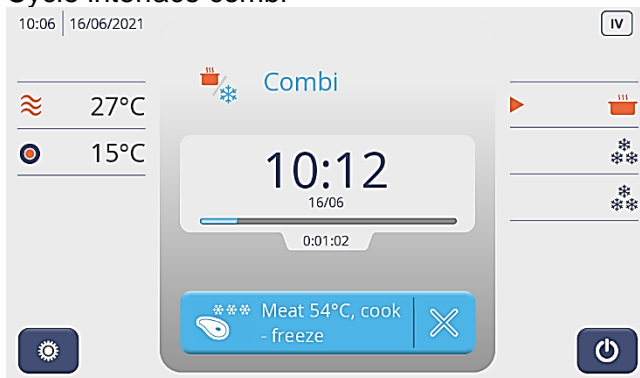 Cycle interface combi
10:06 16/06/2021
IV
Combi
27°C
15°C
10:12
16/06
0:01:02
Meat 54°C, cook
- freeze